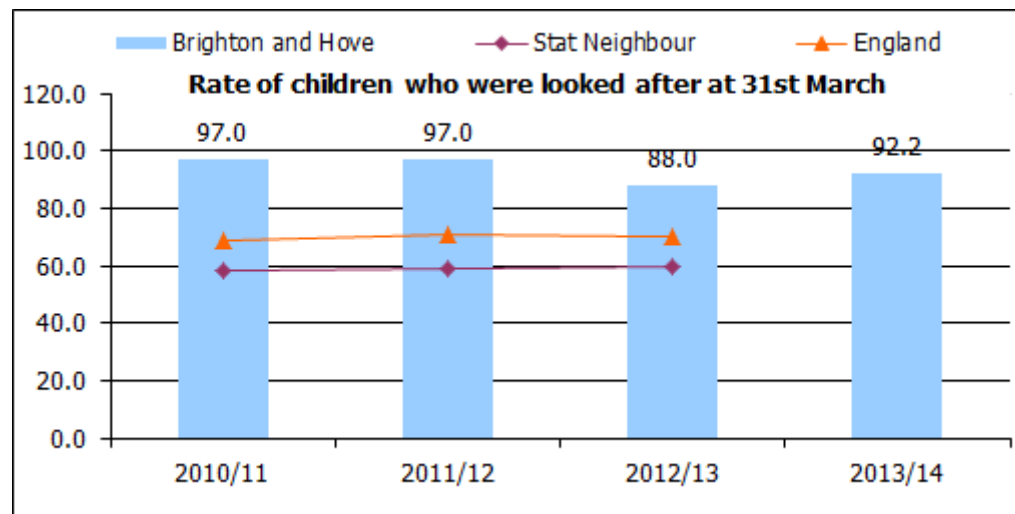 Brighton and Hove Stat Neighbour England
Rate of children who were looked after at 31st March
120.0
97.0 97.0 88.0 92.2
100.0
80.0
60.0
40.0
20.0
0.0
2010/11 2011/12 2012/13 2013/14